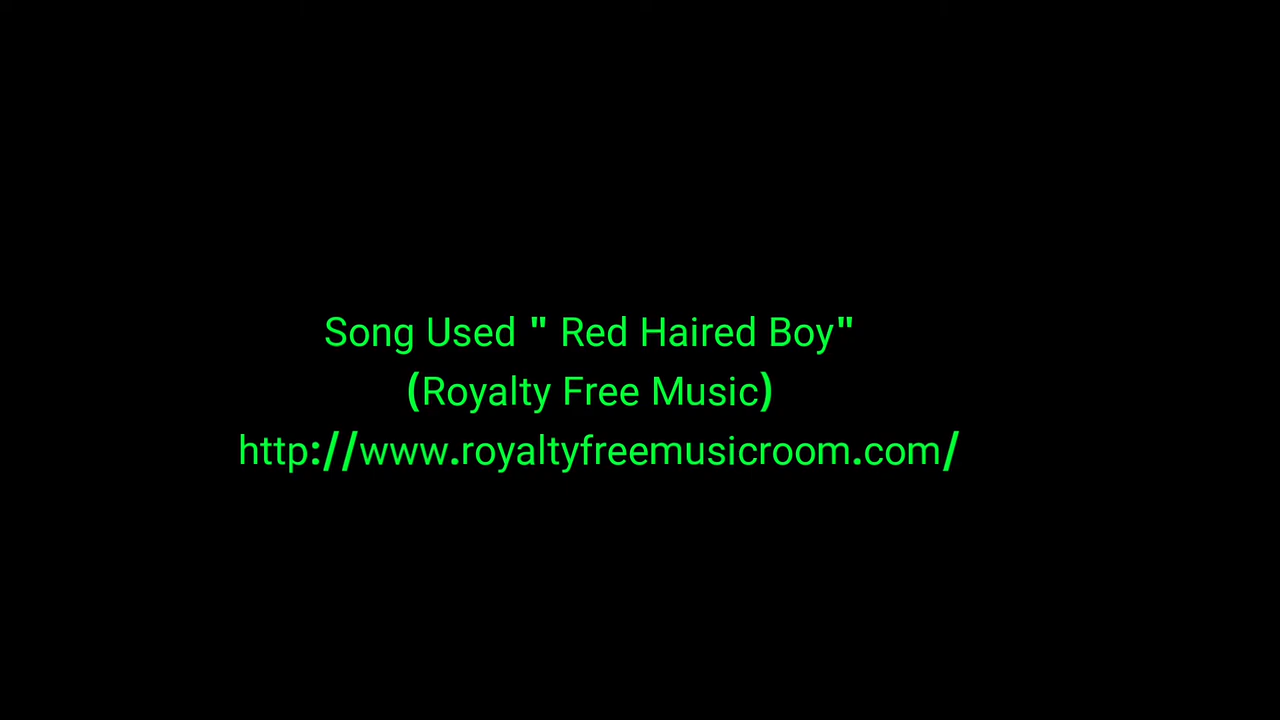 Song Used " Red Haired Boy"
(Royalty Free Music)
http://www.royaltyfreemusicroom.com/